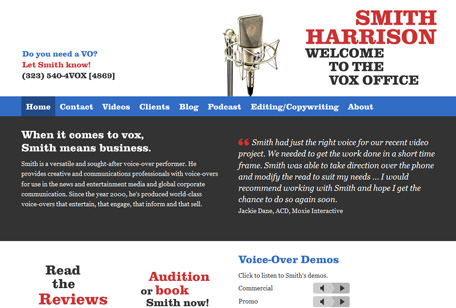 SMITH
HARRISON
WELCOME
TO THE
VOX OFFICE
Do you need a VO?
Let Smith know!
(323) 540-4VOX [4869]
Home Contact Videos Clients Blog Podcast Editing/Copywriting About
When it comes to vox,
Smith means business.
Smith is a versatile and sought-after voice-over performer. He
provides creative and communications professionals with voice-overs
for use in the news and entertainment media and global corporate
communication. Since the year 2000, he's produced world-class
voice-overs that entertain, that engage, that inform and that sell.
“ Smith had just the right voice for our recent video
project. We needed to get the work done in a short time
frame. Smith was able to take direction over the phone
and modify the read to suit my needs ... I would
recommend working with Smith and hope I get the
chance to do so again soon.
Jackie Dane, ACD, Moxie Interactive
Read
the
Reviews
Audition
or book
Smith now!
Voice-Over Demos
Click to listen to Smith's demos.
Commercial
Promo